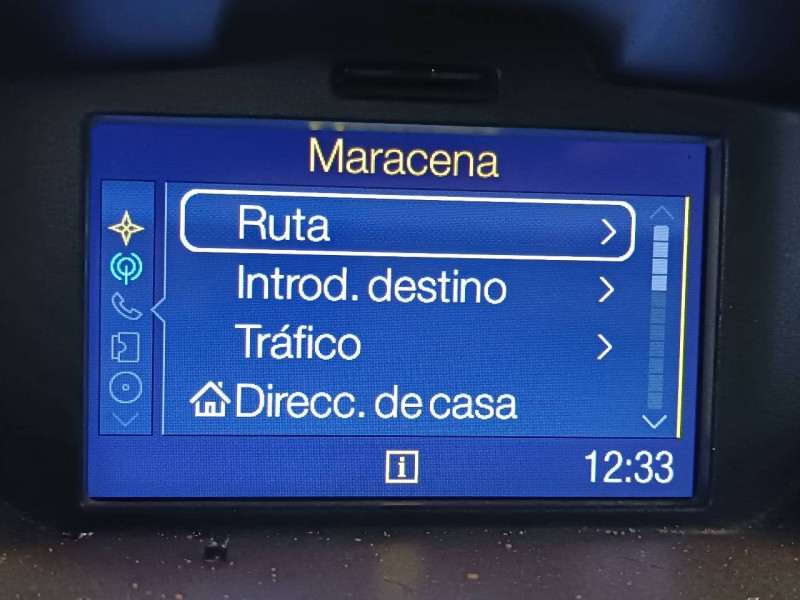 Maracena
Ruta
Introd. destino
Tráfico
Direcc. de casa
i
12:33